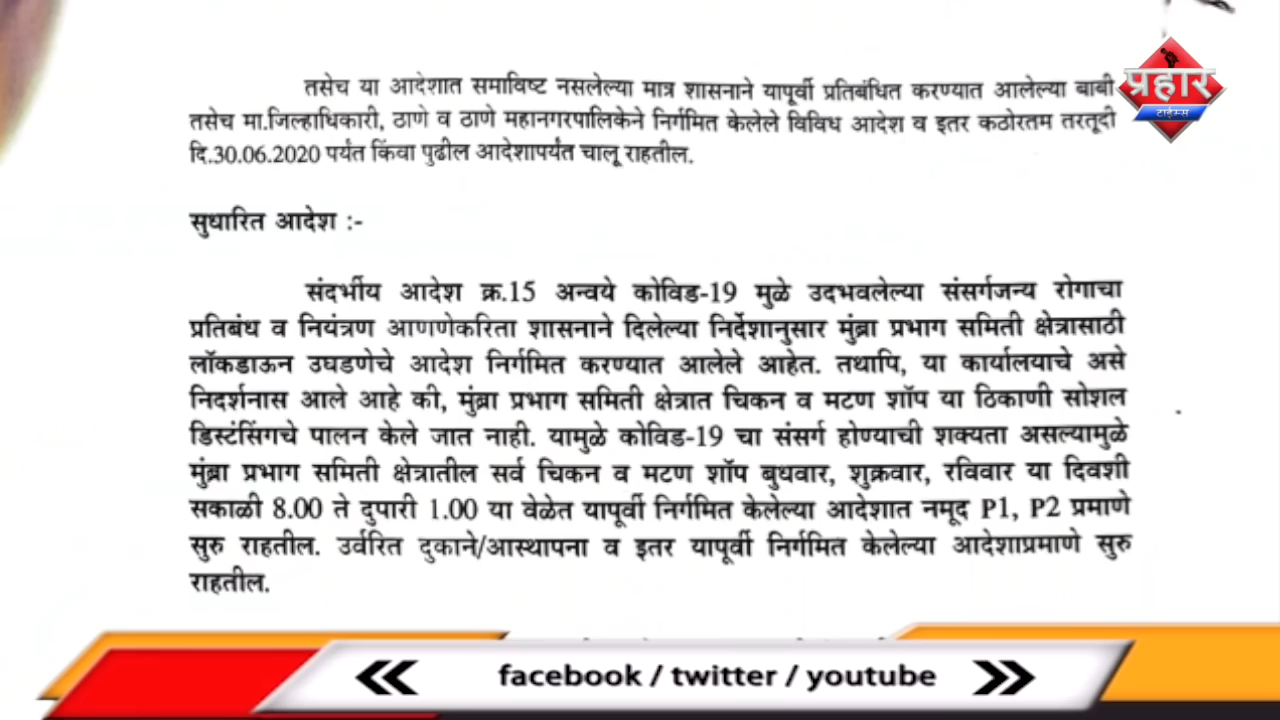 तसेच या आदेशात समाविष्ट नसलेल्या मात्र शासनाने यापूर्वी प्रतिबंधित करण्यात आलेल्या बाबी
तसेच मा.जिल्हाधिकारी, ठाणे व ठाणे महानगरपालिकेने निर्गमित केलेले विविध आदेश व इतर कठोरतम तरतूदी
दि.30.06.2020 पर्यंत किंवा पुढील आदेशापर्यंत चालू राहतील.
प्रहार
टाईम्स
सुधारित आदेश :-
संदर्भीय आदेश क्र.15 अन्वये कोविड-19 मुळे उदभवलेल्या संसर्गजन्य रोगाचा
प्रतिबंध व नियंत्रण आणणेकरिता शासनाने दिलेल्या निर्देशानुसार मुंब्रा प्रभाग समिती क्षेत्रासाठी
लॉकडाऊन उघडणेचे आदेश निर्गमित करण्यात आलेले आहेत. तथापि, या कार्यालयाचे असे
निदर्शनास आले आहे की, मुंब्रा प्रभाग समिती क्षेत्रात चिकन व मटण शॉप या ठिकाणी सोशल
डिस्टंसिंगचे पालन केले जात नाही. यामुळे कोविड-19 चा संसर्ग होण्याची शक्यता असल्यामुळे
मुंब्रा प्रभाग समिती क्षेत्रातील सर्व चिकन व मटण शॉप बुधवार, शुक्रवार, रविवार या दिवशी
सकाळी 8.00 ते दुपारी 1.00 या वेळेत यापूर्वी निर्गमित केलेल्या आदेशात नमूद P1, P2 प्रमाणे
सुरु राहतील. उर्वरित दुकाने/आस्थापना व इतर यापूर्वी निर्गमित केलेल्या आदेशाप्रमाणे सुरु
राहतील.
facebook / twitter / youtube